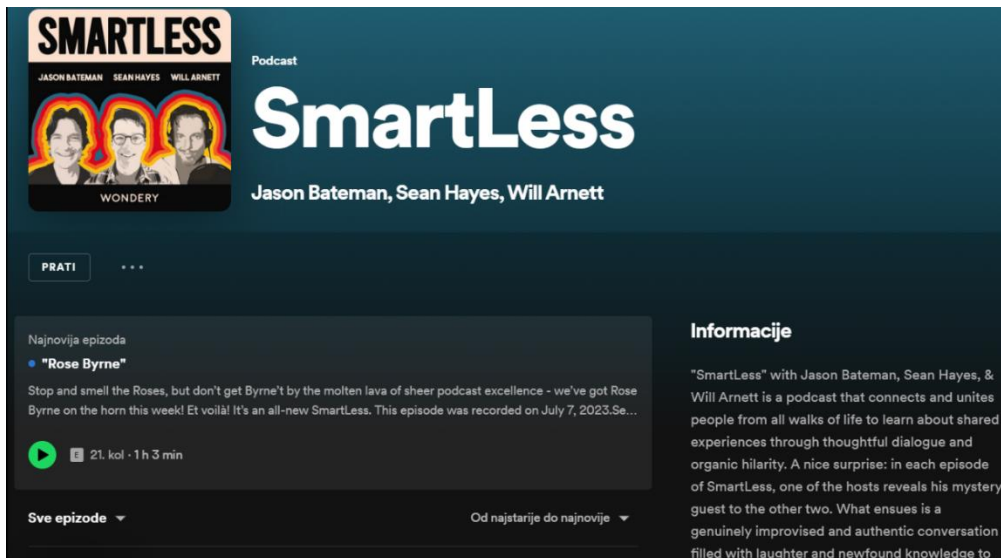 SMARTLESS
JASON BATEMAN SEAN HAYES WILL ARNETT
WONDERY
Podcast
SmartLess
Jason Bateman, Sean Hayes, Will Arnett
PRATI
Najnovija epizoda
"Rose Byrne"
Stop and smell the Roses, but don't get Byrne't by the molten lava of sheer podcast excellence - we've got Rose
Byrne on the horn this week! Et voilà! It's an all-new SmartLess. This episode was recorded on July 7, 2023.Se...
E 21. kol · 1 h 3 min
Sve epizode
Od najstarije do najnovije
Informacije
"SmartLess" with Jason Bateman, Sean Hayes, &
Will Arnett is a podcast that connects and unites
people from all walks of life to learn about shared
experiences through thoughtful dialogue and
organic hilarity. A nice surprise: in each episode
of SmartLess, one of the hosts reveals his mystery
guest to the other two. What ensues is a
genuinely improvised and authentic conversation
filled with laughter and newfound knowledge to